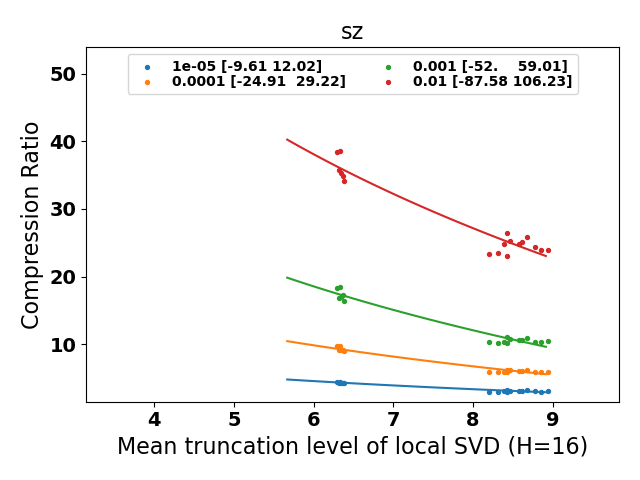 sz
1e-05 [-9.61 12.02]
0.0001 [-24.91  29.22]
0.001 [-52.     59.01]
0.01 [-87.58 106.23]
Compression Ratio
50
40
30
20
10
4 5 6 7 8 9
Mean truncation level of local SVD (H=16)